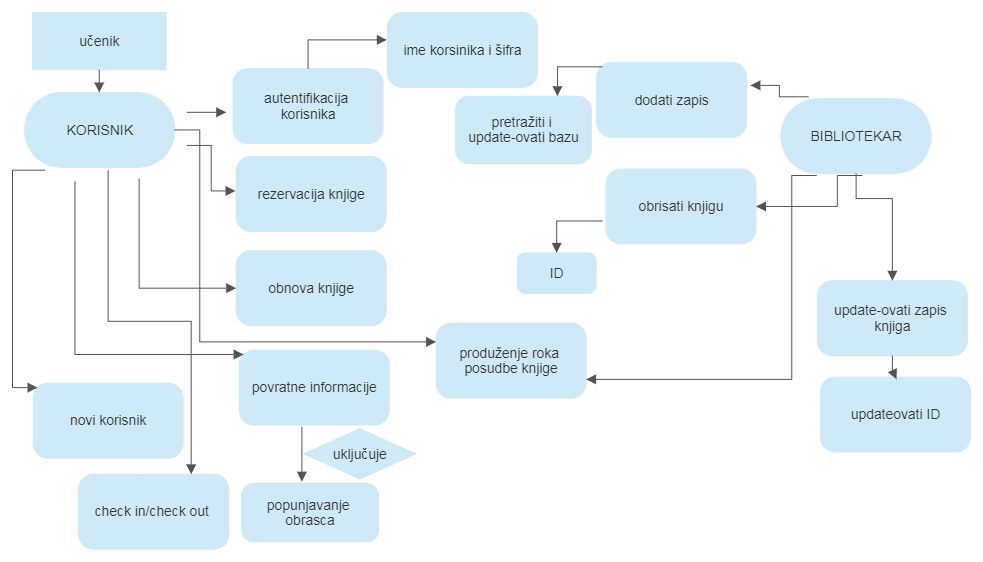 učenik
ime korsinika i šifra
autentifikacija
korisnika
dodati zapis
pretražiti i
update-ovati bazu
KORISNIK
BIBLIOTEKAR
rezervacija knjige
obrisati knjigu
ID
obnova knjige
update-ovati zapis
knjiga
produženje roka
posudbe knjige
povratne informacije
updateovati ID
novi korisnik
uključuje
check in/check out
popunjavanje
obrasca